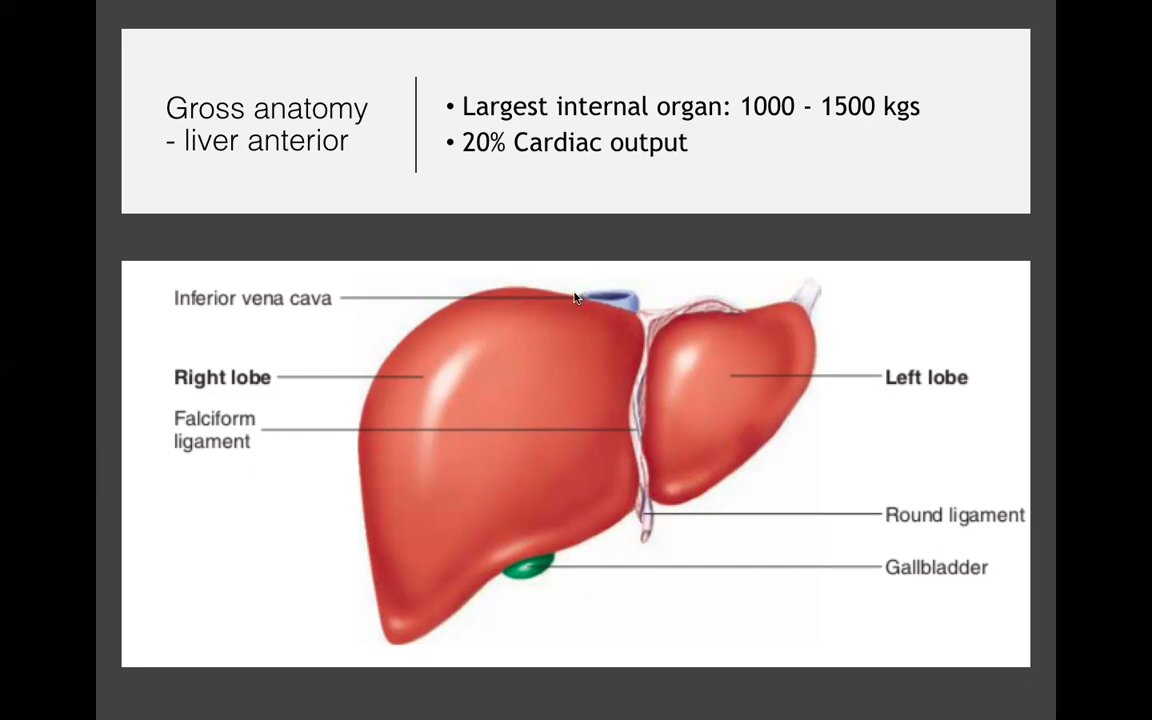 Gross anatomy
- liver anterior
• Largest internal organ: 1000 - 1500 kgs
• 20% Cardiac output
Inferior vena cava
Right lobe
Left lobe
Falciform
ligament
Round ligament
Gallbladder